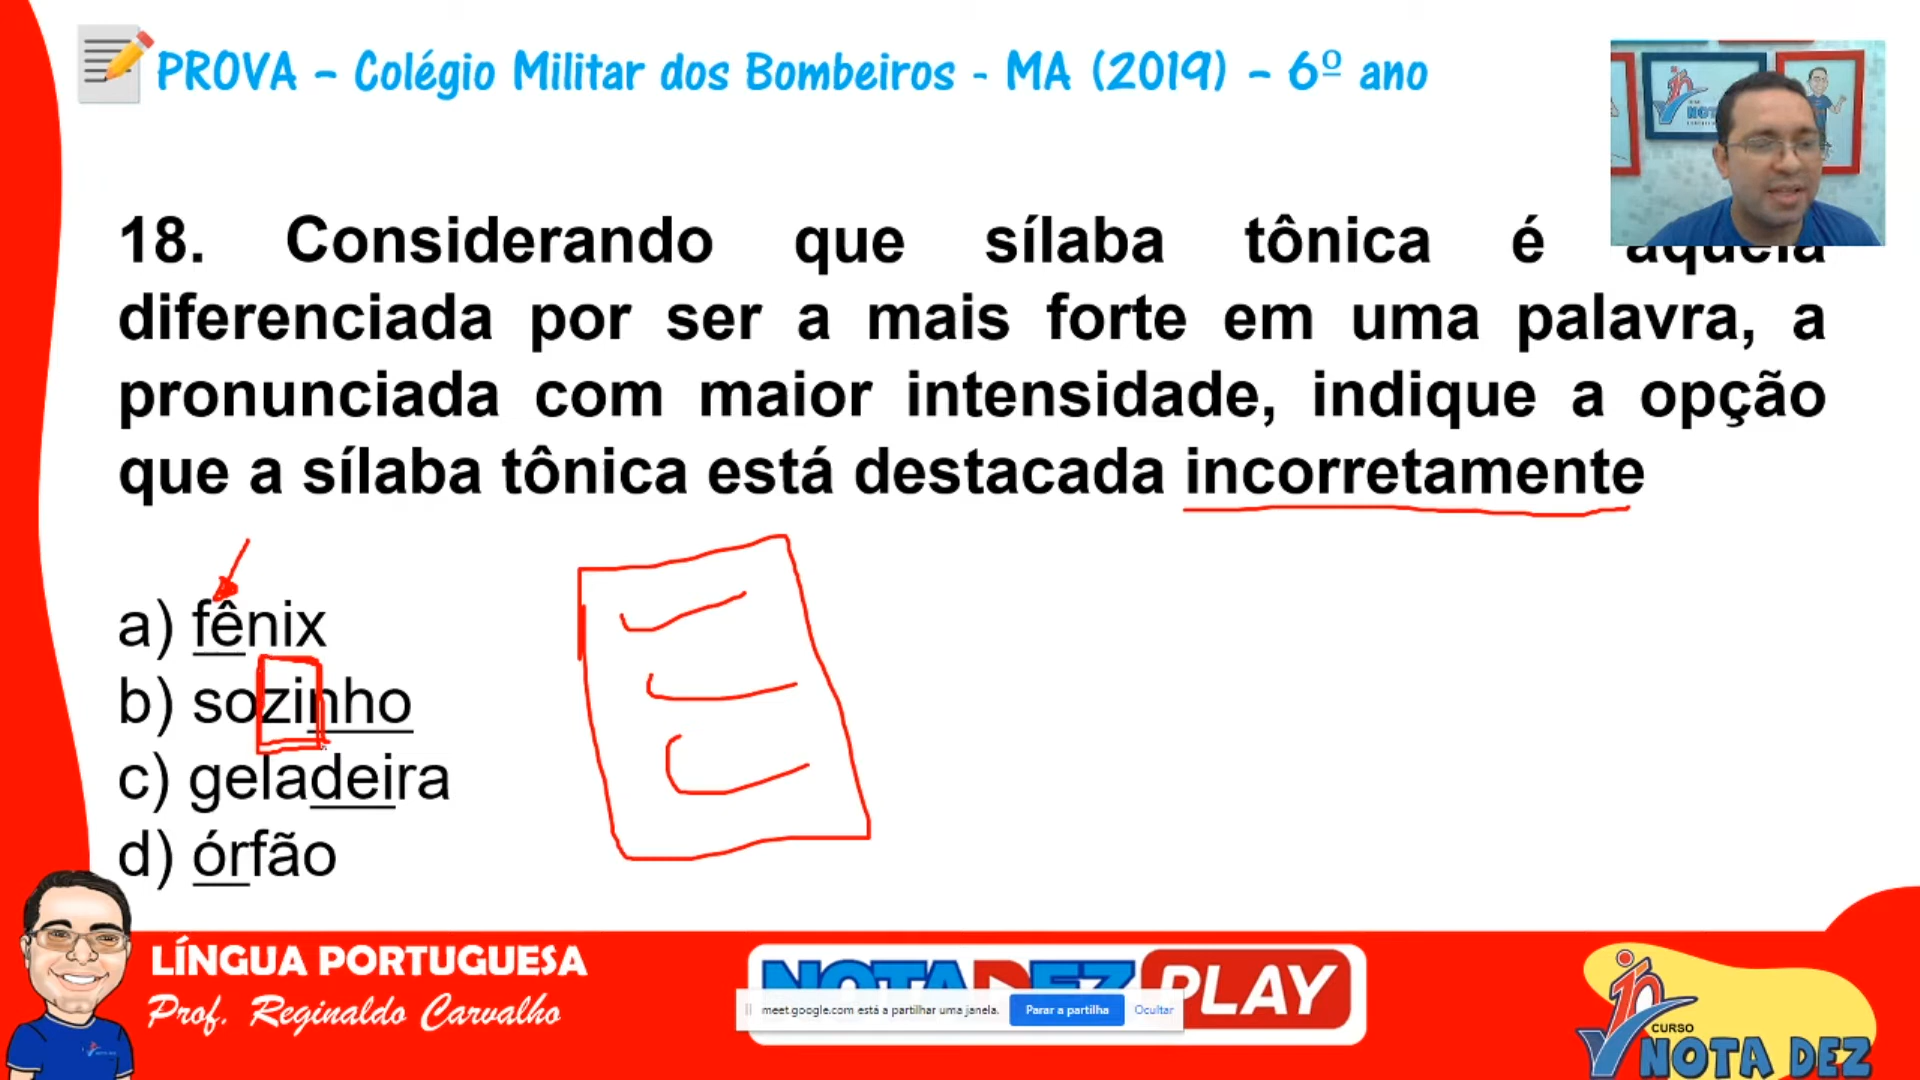 PROVA – Colégio Militar dos Bombeiros - MA (2019) – 6º ano
18. Considerando que sílaba tônica é aquela
diferenciada por ser a mais forte em uma palavra, a
pronunciada com maior intensidade, indique a opção
que a sílaba tônica está destacada incorretamente
a) fênix
b) sozinho
c) geladeira
d) órfão
LÍNGUA PORTUGUESA
Prof. Reginaldo Carvalho
NOTA DEZ PLAY
meet.google.com está a partilhar uma janela. Parar a partilha Ocultar
CURSO
NOTA DEZ